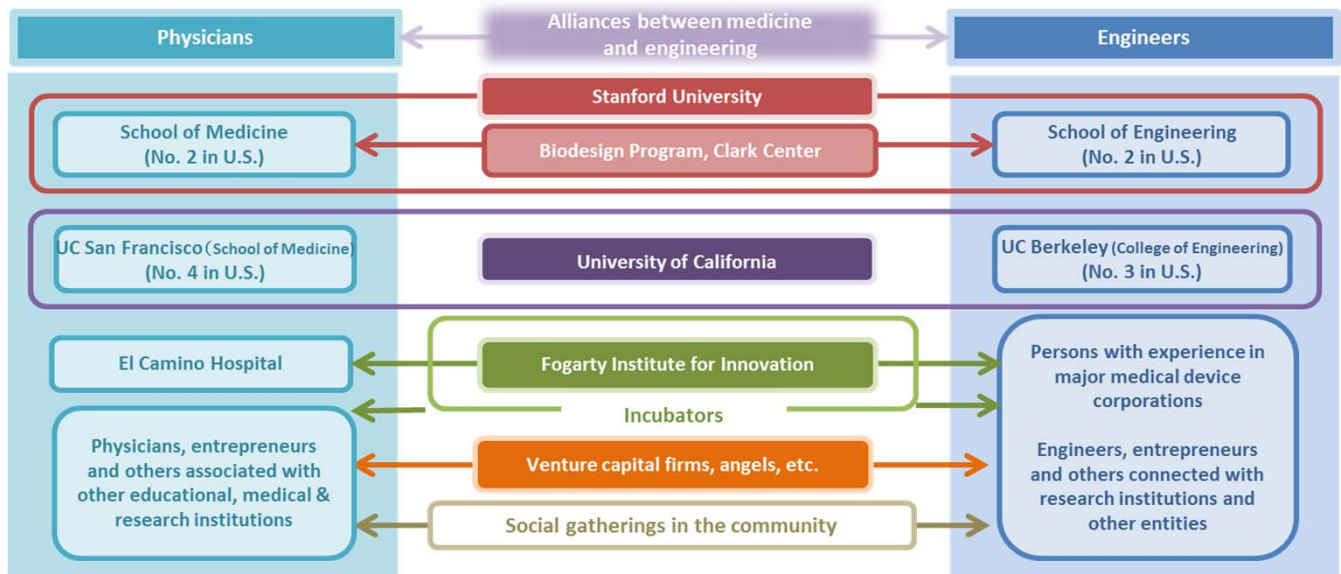 Physicians
Alliances between medicine
and engineering
Engineers
Stanford University
School of Medicine
(No. 2 in U.S.)
Biodesign Program, Clark Center
School of Engineering
(No. 2 in U.S.)
UC San Francisco(School of Medicine)
(No. 4 in U.S.)
University of California
UC Berkeley (College of Engineering)
(No. 3 in U.S.)
El Camino Hospital
Fogarty Institute for Innovation
Incubators
Persons with experience in
major medical device
corporations
Physicians, entrepreneurs
and others associated with
other educational, medical &
research institutions
Venture capital firms, angels, etc.
Social gatherings in the community
Engineers, entrepreneurs
and others connected with
research institutions and
other entities